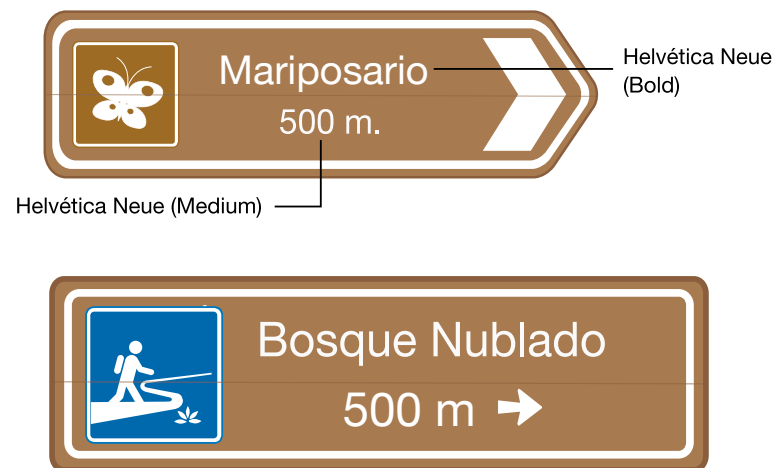 Mariposario
500 m.
Helvética Neue
(Bold)
Helvética Neue (Medium)
Bosque Nublado
500 m